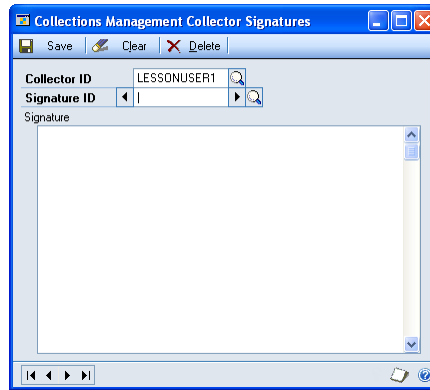 Collections Management Collector Signatures
Save Clear Delete
Collector ID LESSONUSER1
Signature ID
Signature